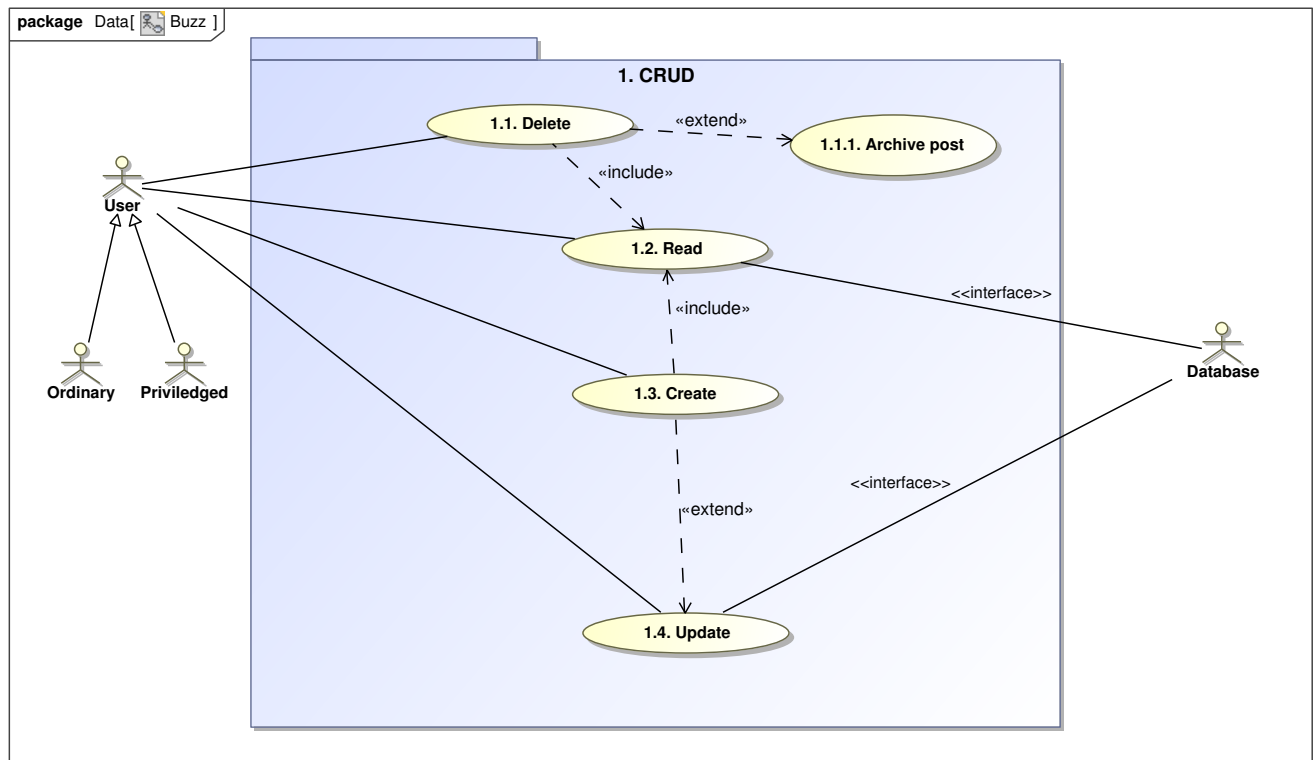 package Data[ Buzz ]
1. CRUD
1.1. Delete
«extend»
1.1.1. Archive post
«include»
User
1.2. Read
<<interface>>
«include»
Database
Ordinary
Priviledged
1.3. Create
<<interface>>
«extend»
1.4. Update